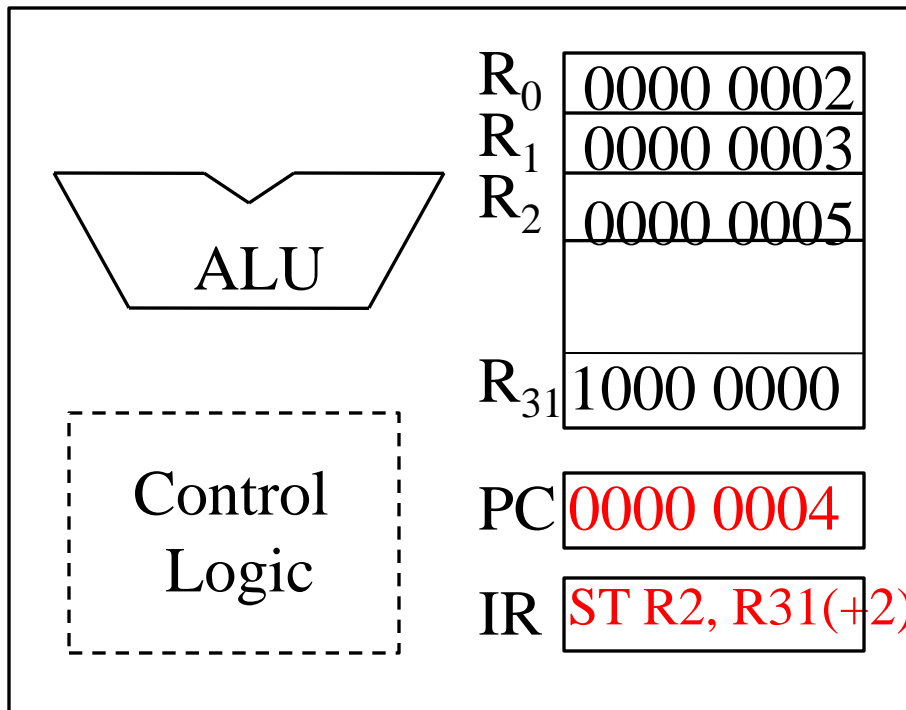 R0 0000 0002
R1 0000 0003
R2 0000 0005
ALU
R31 1000 0000
Control
Logic
PC 0000 0004
IR ST R2, R31(+2)